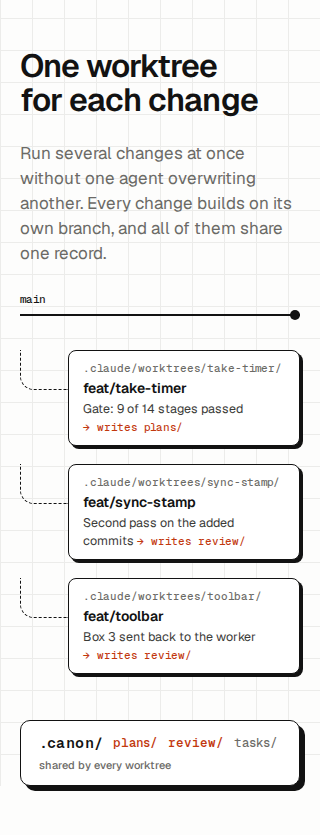 One worktree
for each change
Run several changes at once
without one agent overwriting
another. Every change builds on its
own branch, and all of them share
one record.
main
.claude/worktrees/take-timer/
feat/take-timer
Gate: 9 of 14 stages passed
→ writes plans/
.claude/worktrees/sync-stamp/
feat/sync-stamp
Second pass on the added
commits → writes review/
.claude/worktrees/toolbar/
feat/toolbar
Box 3 sent back to the worker
→ writes review/
.canon/ plans/ review/ tasks/
shared by every worktree